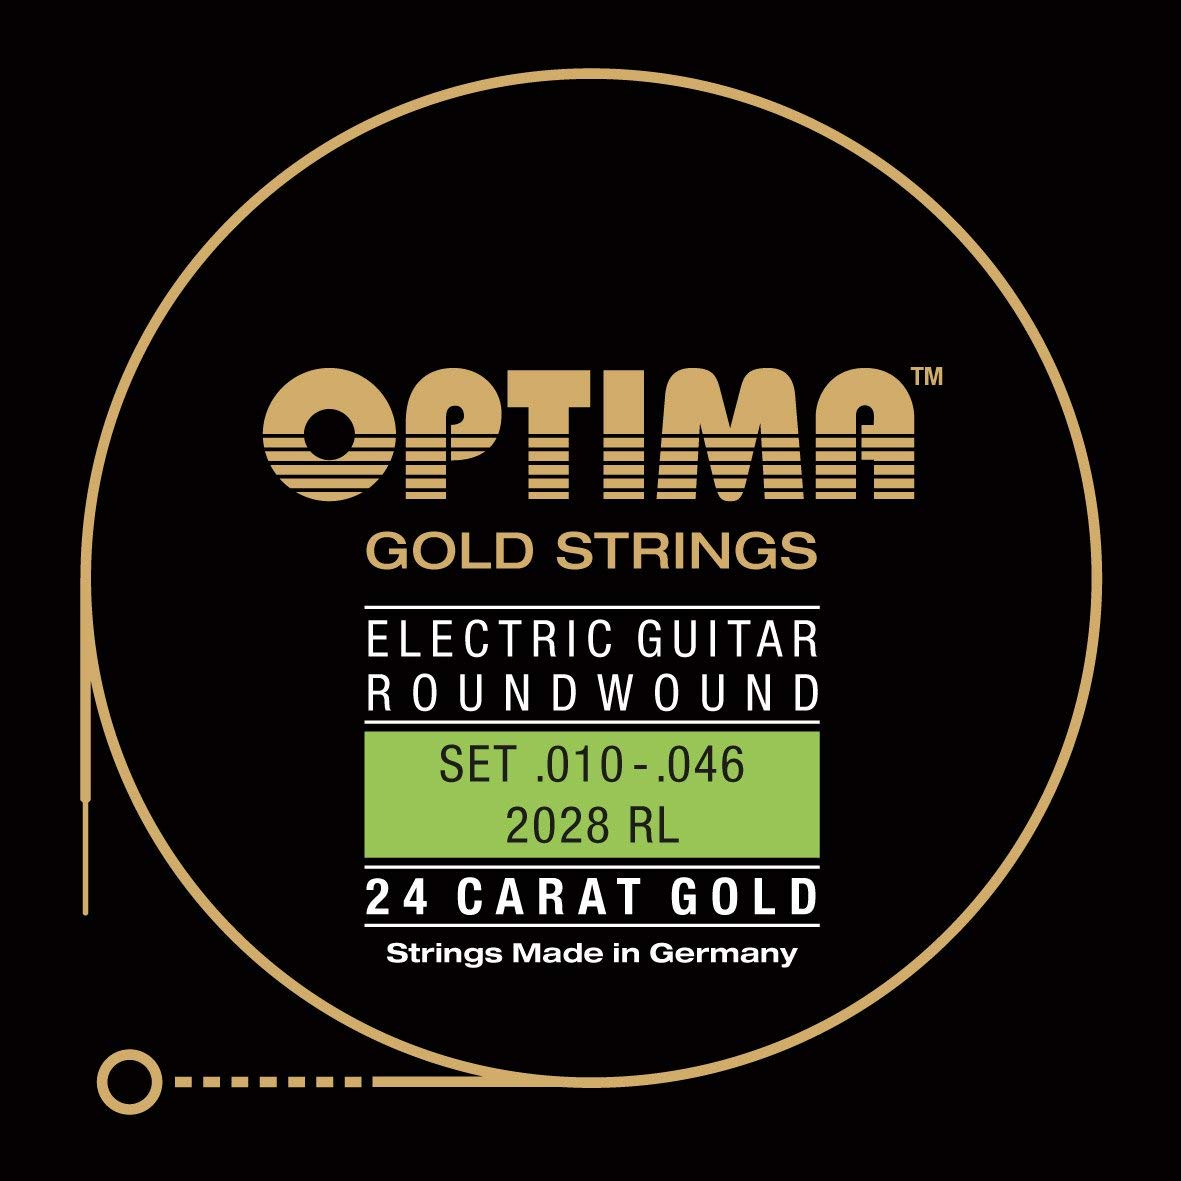 OPTIMA™
GOLD STRINGS
ELECTRIC GUITAR
ROUNDWOUND
SET .010-.046
2028 RL
24 CARAT GOLD
Strings Made in Germany